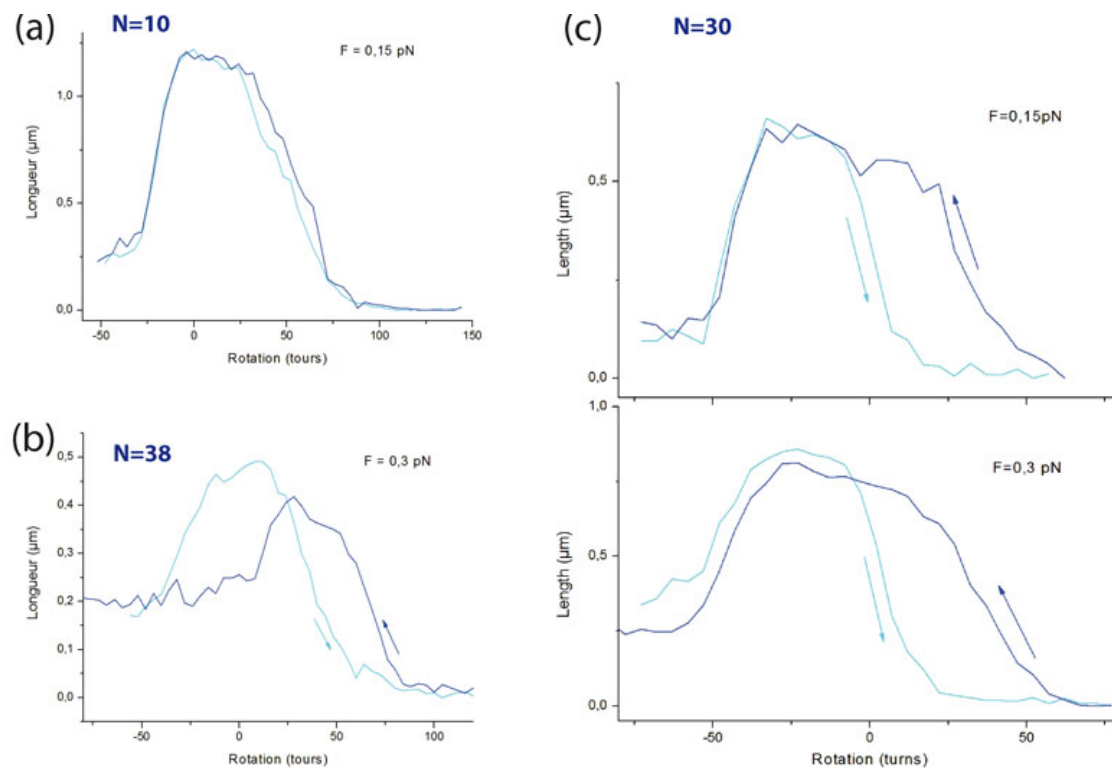 (a)
N=10
F = 0,15 pN
Longueur (µm)
1,0
0,5
0,0
-50
0
50
100
150
Rotation (tours)
(b)
N=38
F = 0,3 pN
Longueur (µm)
0,5
0,4
0,3
0,2
0,1
0,0
-50
0
50
100
Rotation (tours)
(c)
N=30
F=0,15pN
Length (µm)
0,5
0,0
-50
0
50
1,0
F=0,3 pN
Length (µm)
0,5
0,0
-50
0
50
Rotation (turns)